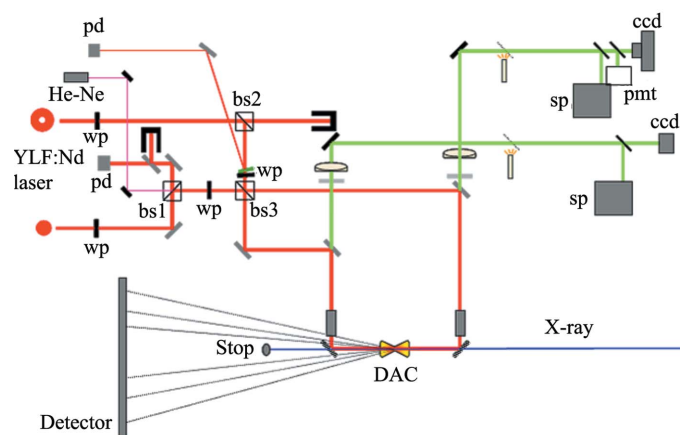 pd
ccd
He-Ne
bs2
sp
pmt
wp
ccd
YLF:Nd
laser
pd
wp
bs1
wp
bs3
sp
wp
X-ray
Stop
DAC
Detector